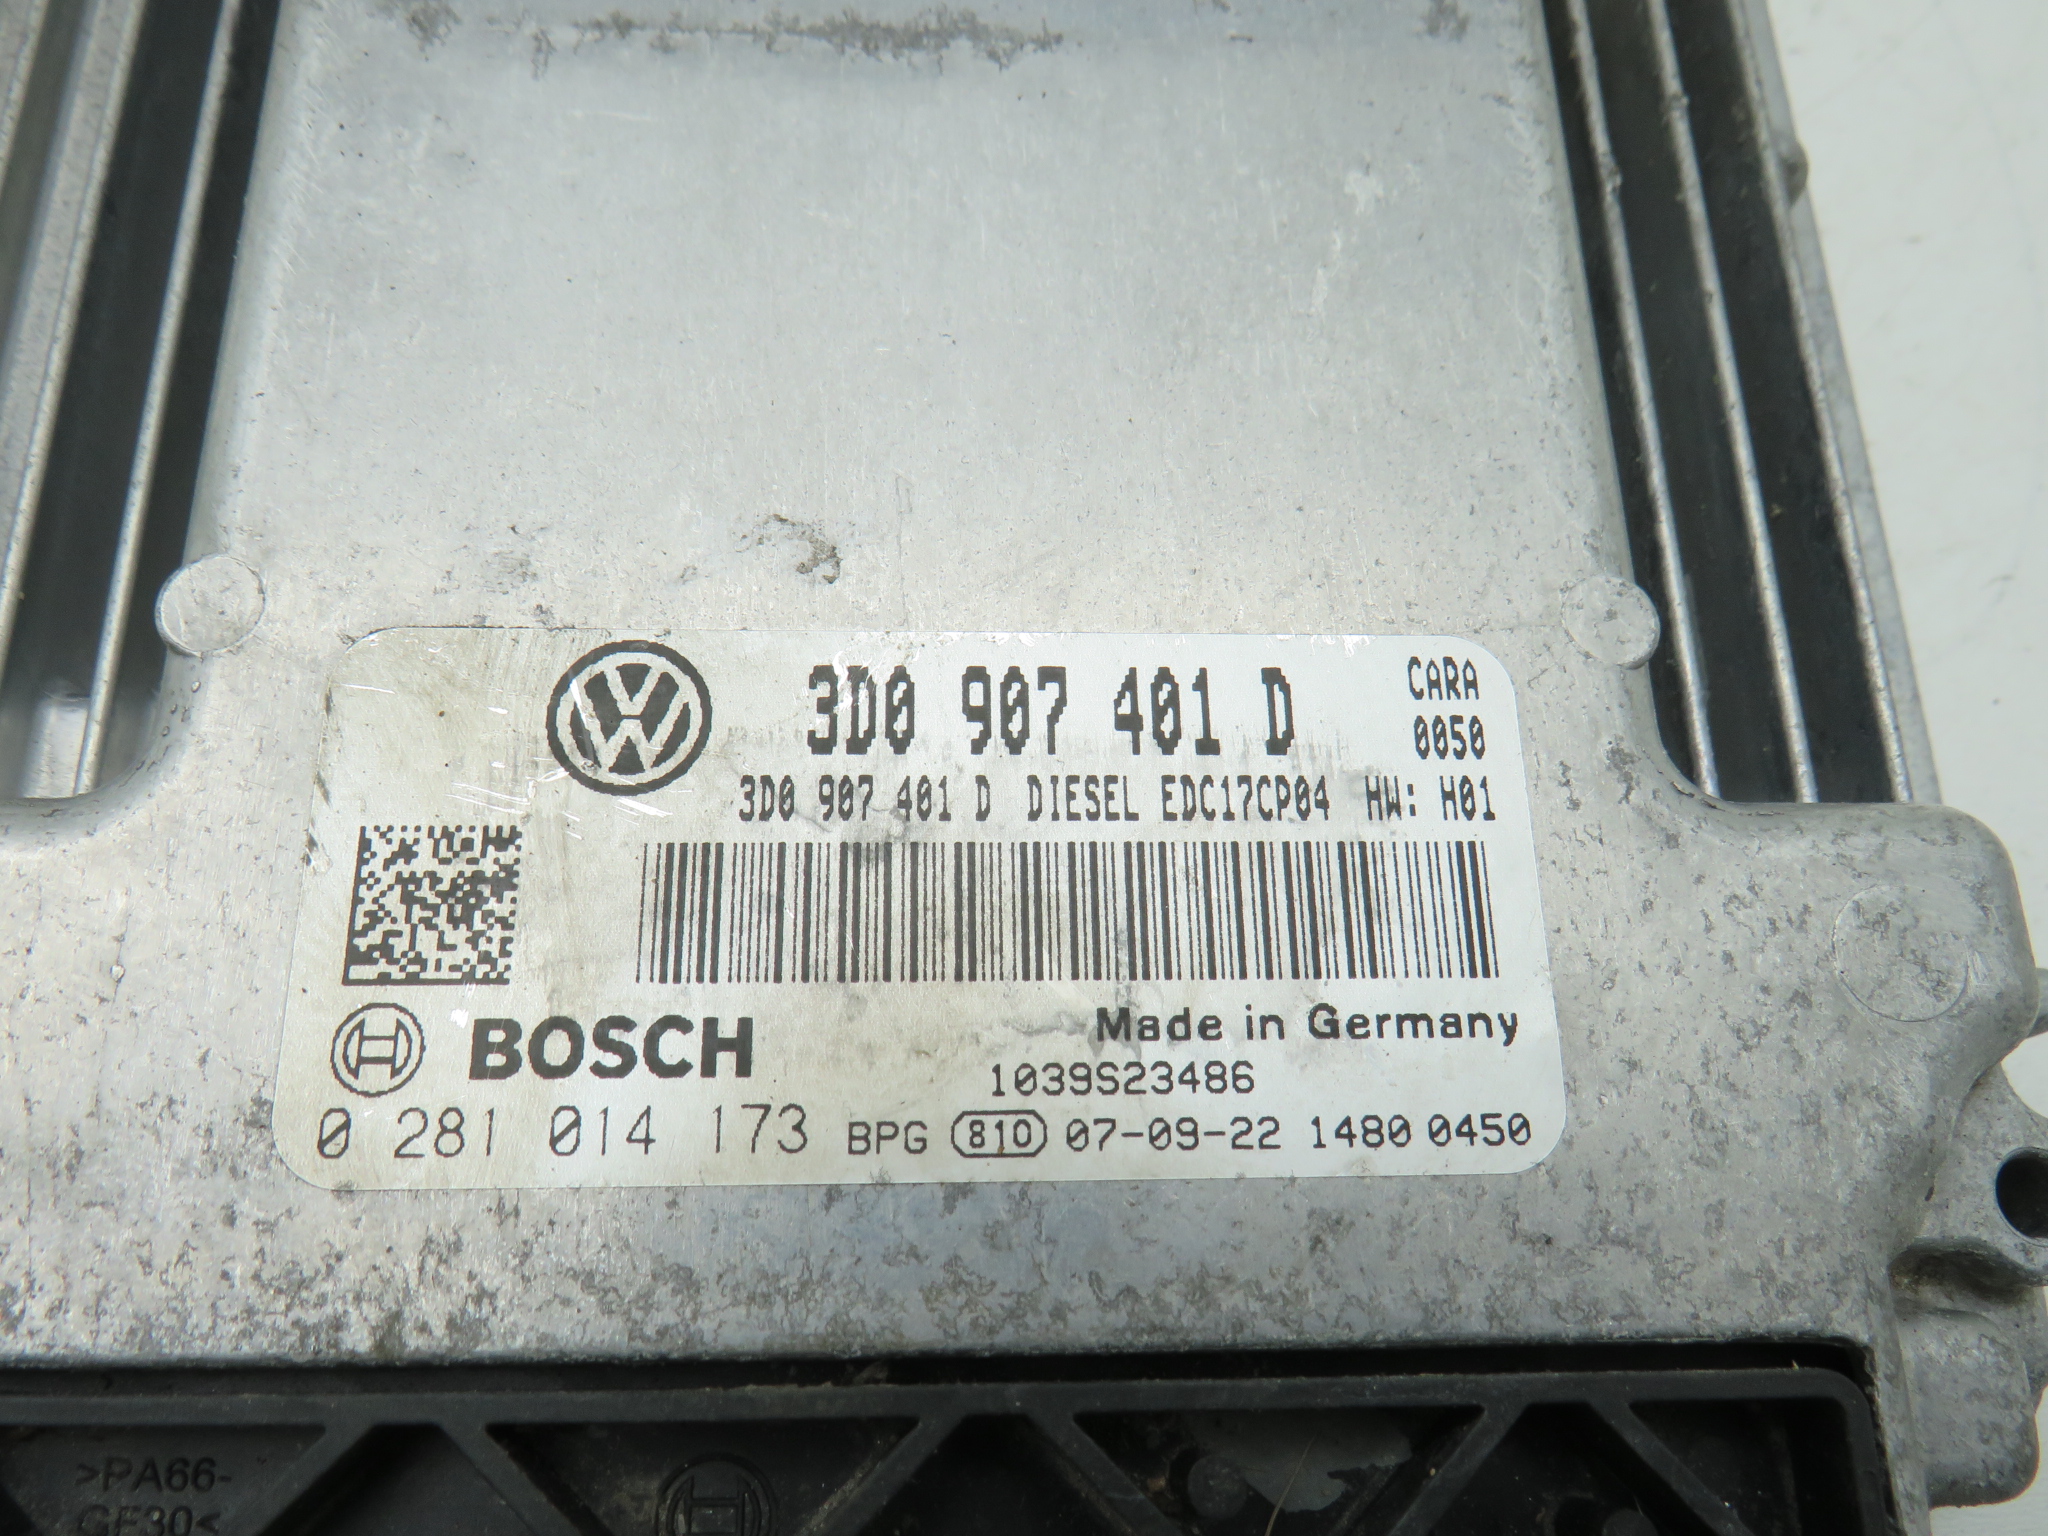 3D0 907 401 D CARA
0050
3D0 907 401 D DIESEL EDC17CP04 HW: H01
BOSCH Made in Germany
1039S23486
0 281 014 173 BPG 810 07-09-22 1480 0450
>PA66-
GF30<